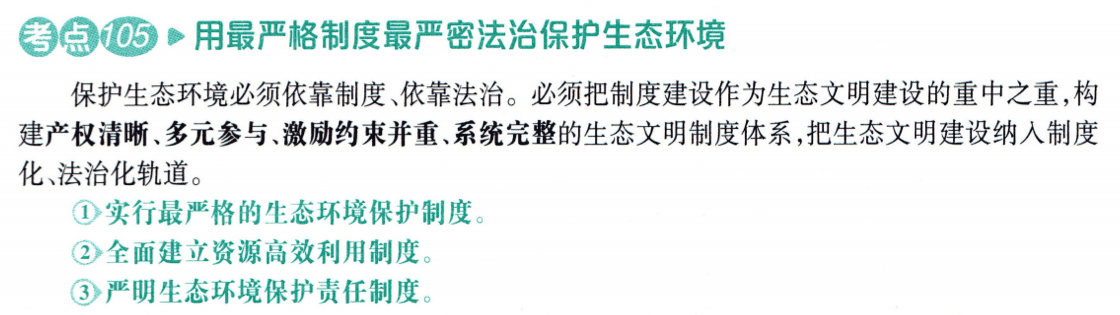 考点105 ▶ 用最严格制度最严密法治保护生态环境
保护生态环境必须依靠制度、依靠法治。必须把制度建设作为生态文明建设的重中之重,构
建产权清晰、多元参与、激励约束并重、系统完整的生态文明制度体系,把生态文明建设纳入制度
化、法治化轨道。
①实行最严格的生态环境保护制度。
②全面建立资源高效利用制度。
③严明生态环境保护责任制度。